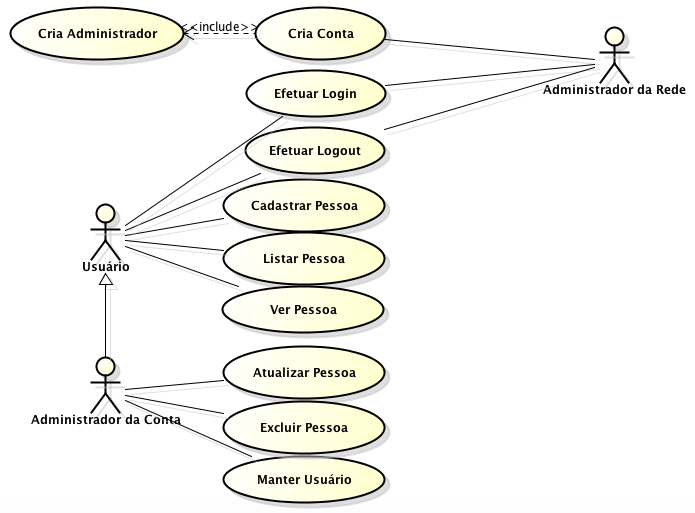 Cria Administrador
<<include>>
Cria Conta
Administrador da Rede
Efetuar Login
Efetuar Logout
Cadastrar Pessoa
Listar Pessoa
Usuário
Ver Pessoa
Atualizar Pessoa
Administrador da Conta
Excluir Pessoa
Manter Usuário